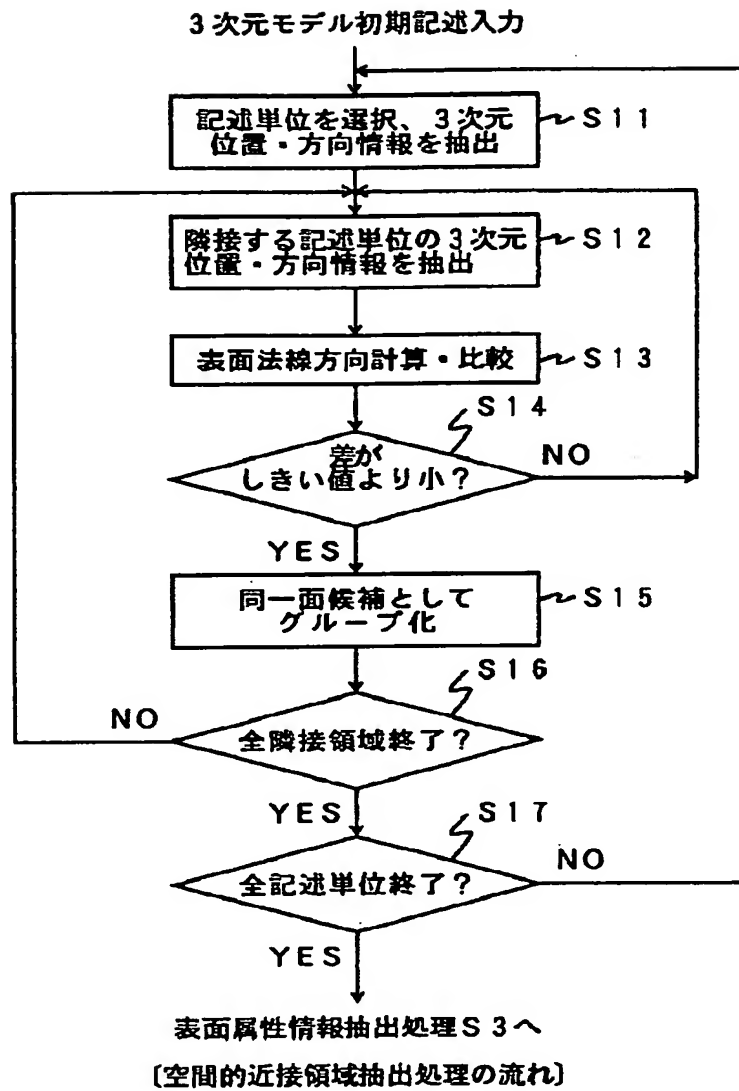 3次元モデル初期記述入力
記述単位を選択、3次元
位置・方向情報を抽出
S11
隣接する記述単位の3次元
位置・方向情報を抽出
S12
表面法線方向計算・比較
S13
S14
差が
しきい値より小?
NO
YES
同一面候補として
グループ化
S15
S16
NO
全隣接領域終了?
YES
S17
全記述単位終了?
NO
YES
表面属性情報抽出処理S3へ
〔空間的近接領域抽出処理の流れ〕